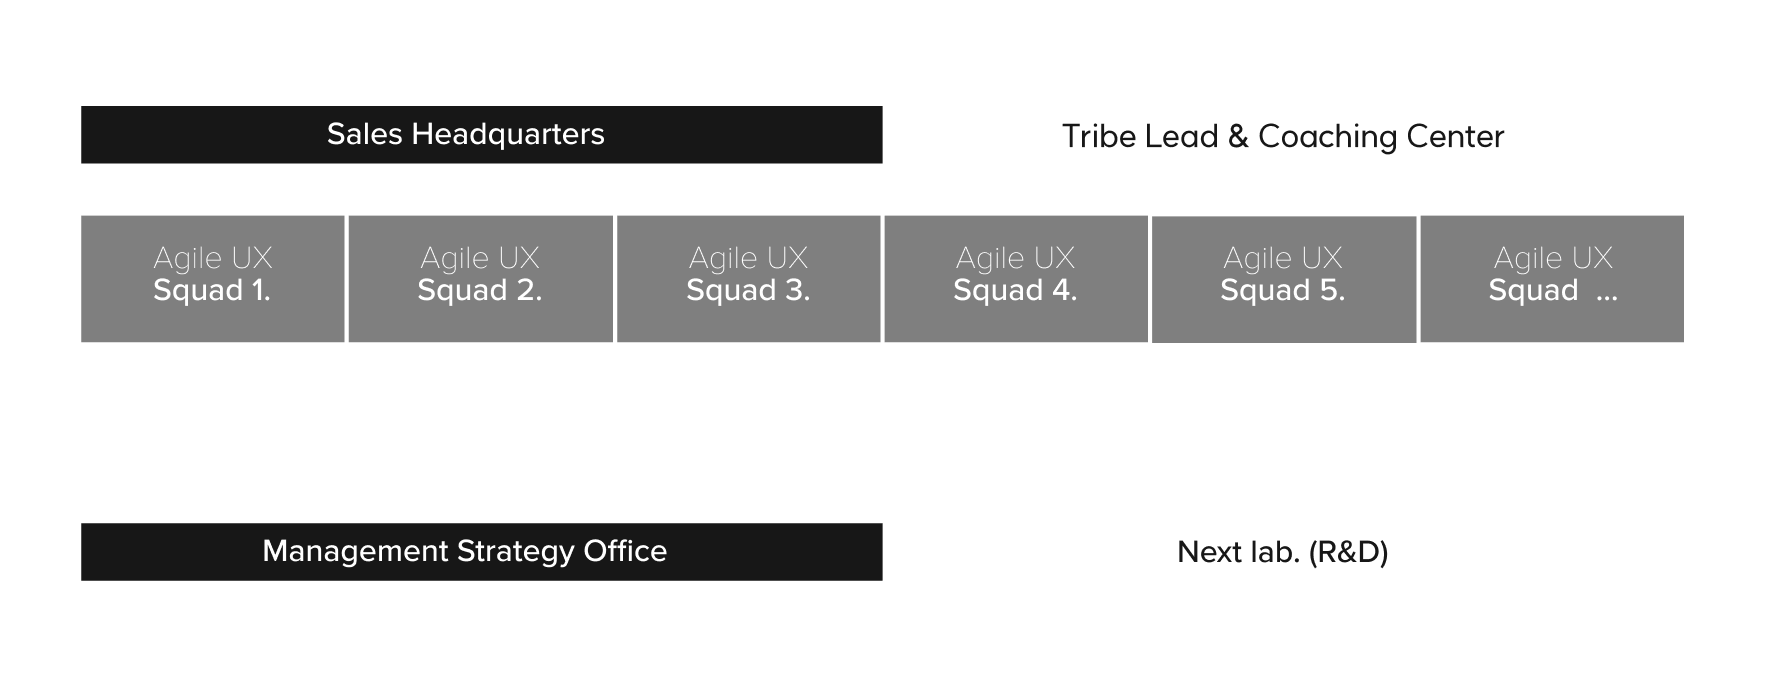 Sales Headquarters
Tribe Lead & Coaching Center
Agile UX
Squad 1.
Agile UX
Squad 2.
Agile UX
Squad 3.
Agile UX
Squad 4.
Agile UX
Squad 5.
Agile UX
Squad ...
Management Strategy Office
Next lab. (R&D)